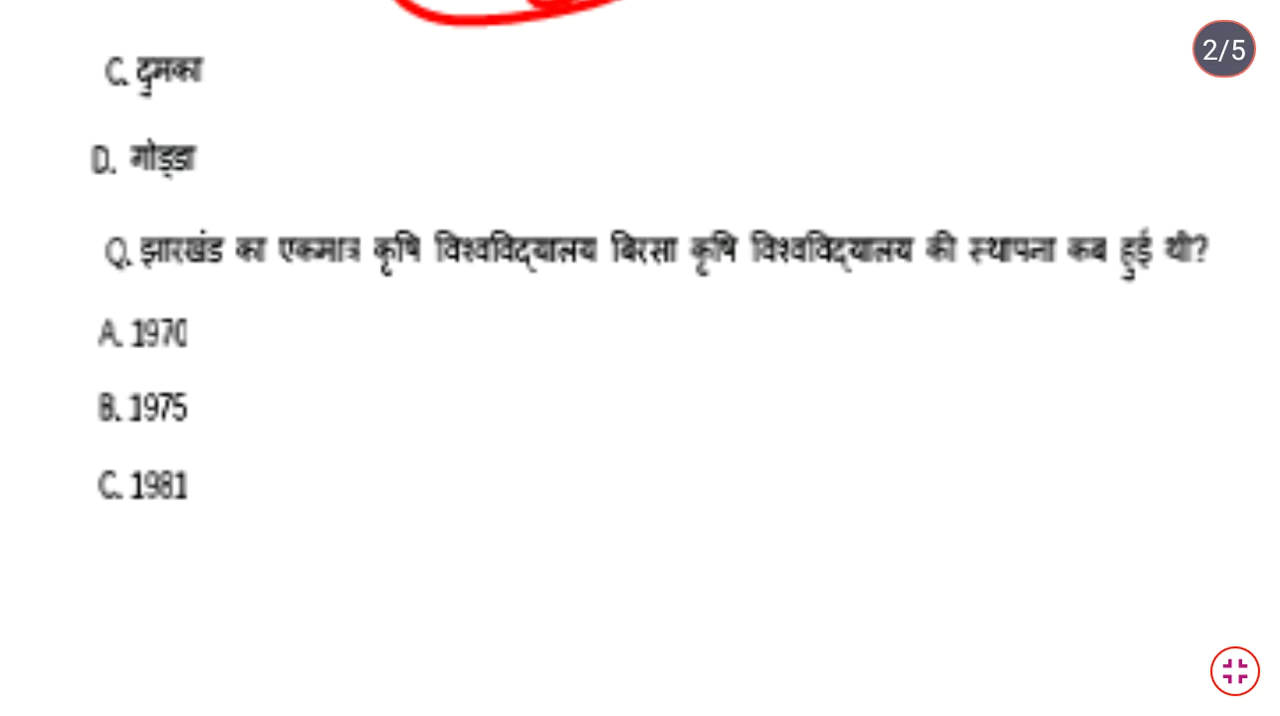 2/5
C. दुमका
D. गोड्डा
Q. झारखंड का एकमात्र कृषि विश्वविद्यालय बिरसा कृषि विश्वविद्यालय की स्थापना कब हुई थी?
A. 1970
B. 1975
C. 1981